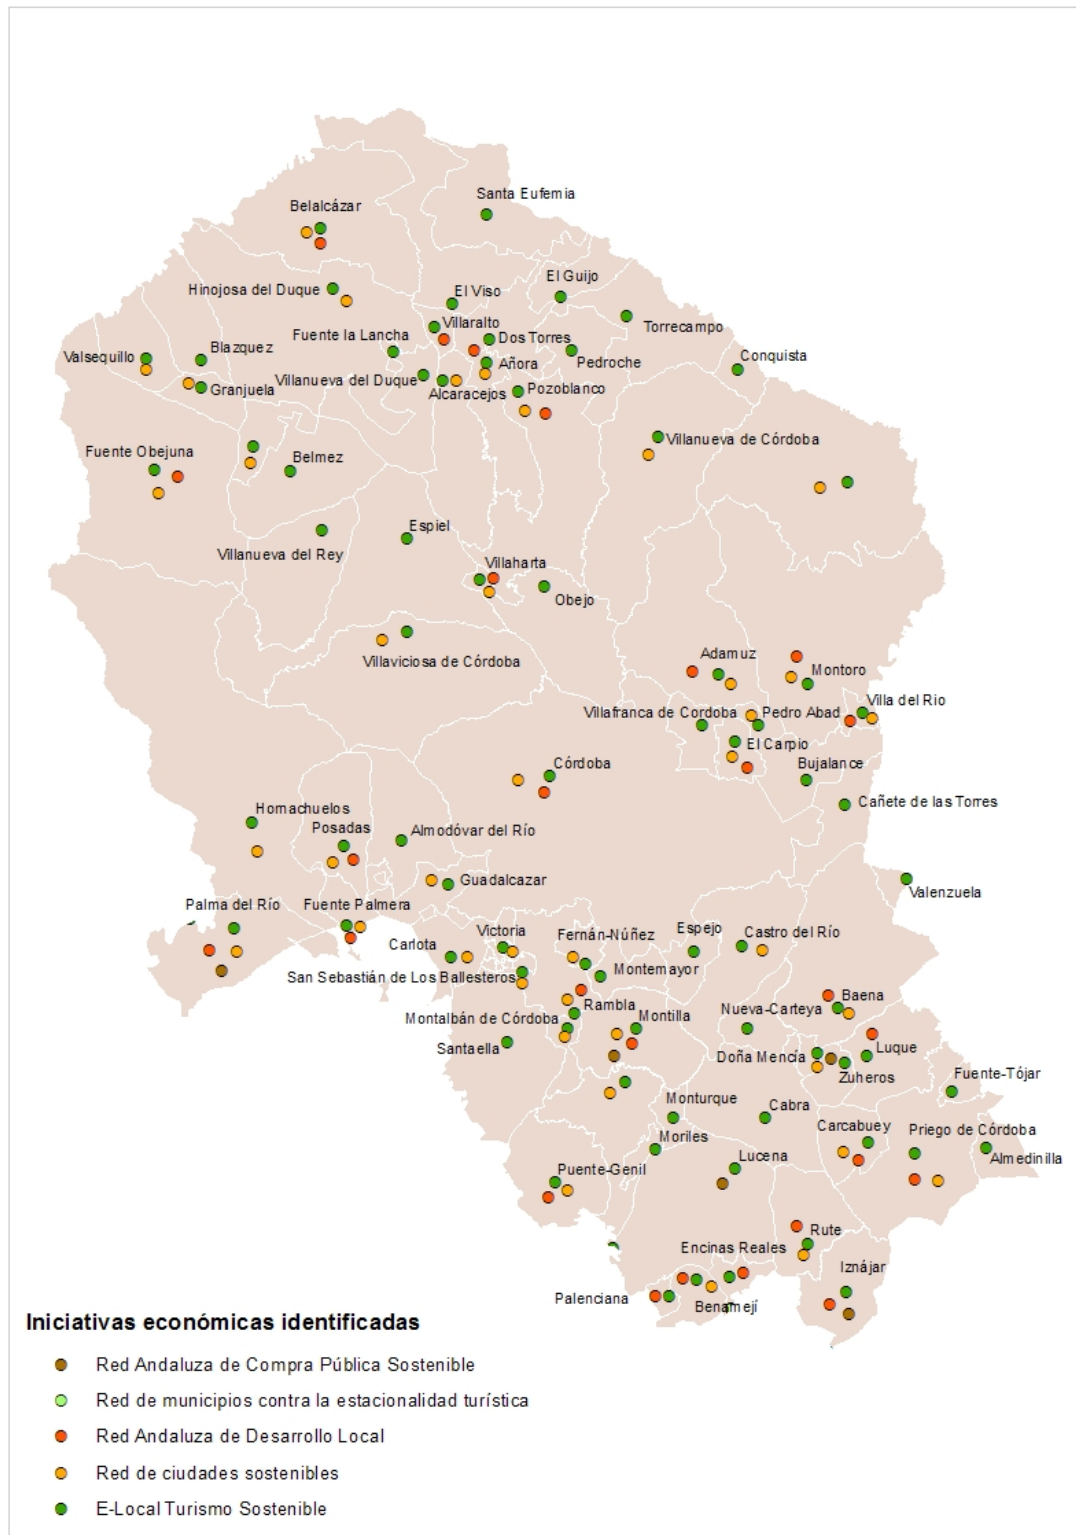 Santa Eufemia
Belalcázar
El Guijo
Hinojosa del Duque
El Viso
Torrecampo
Villaralto
Fuente la Lancha
Dos Torres
Valsequillo
Blazquez
Pedroche
Conquista
Añora
Villanueva del Duque
Granjuela
Alcaracejos
Pozoblanco
Villanueva de Córdoba
Fuente Obejuna
Belmez
Espiel
Villanueva del Rey
Villaharta
Obejo
Adamuz
Villaviciosa de Córdoba
Montoro
Villa del Rio
Villafranca de Cordoba
Pedro Abad
El Carpio
Córdoba
Bujalance
Cañete de las Torres
Hornachuelos
Posadas
Almodóvar del Río
Guadalcazar
Valenzuela
Palma del Río
Fuente Palmera
Victoria
Espejo
Castro del Río
Fernán-Núñez
Carlota
Montemayor
San Sebastián de Los Ballesteros
Baena
Rambla
Nueva-Carteya
Montalbán de Córdoba
Montilla
Santaella
Luque
Doña Mencía
Zuheros
Fuente-Tójar
Monturque
Cabra
Carcabuey
Priego de Córdoba
Moriles
Lucena
Almedinilla
Puente-Genil
Rute
Encinas Reales
Iznájar
Palenciana
Benamejí
Iniciativas económicas identificadas
Red Andaluza de Compra Pública Sostenible
Red de municipios contra la estacionalidad turística
Red Andaluza de Desarrollo Local
Red de ciudades sostenibles
E-Local Turismo Sostenible